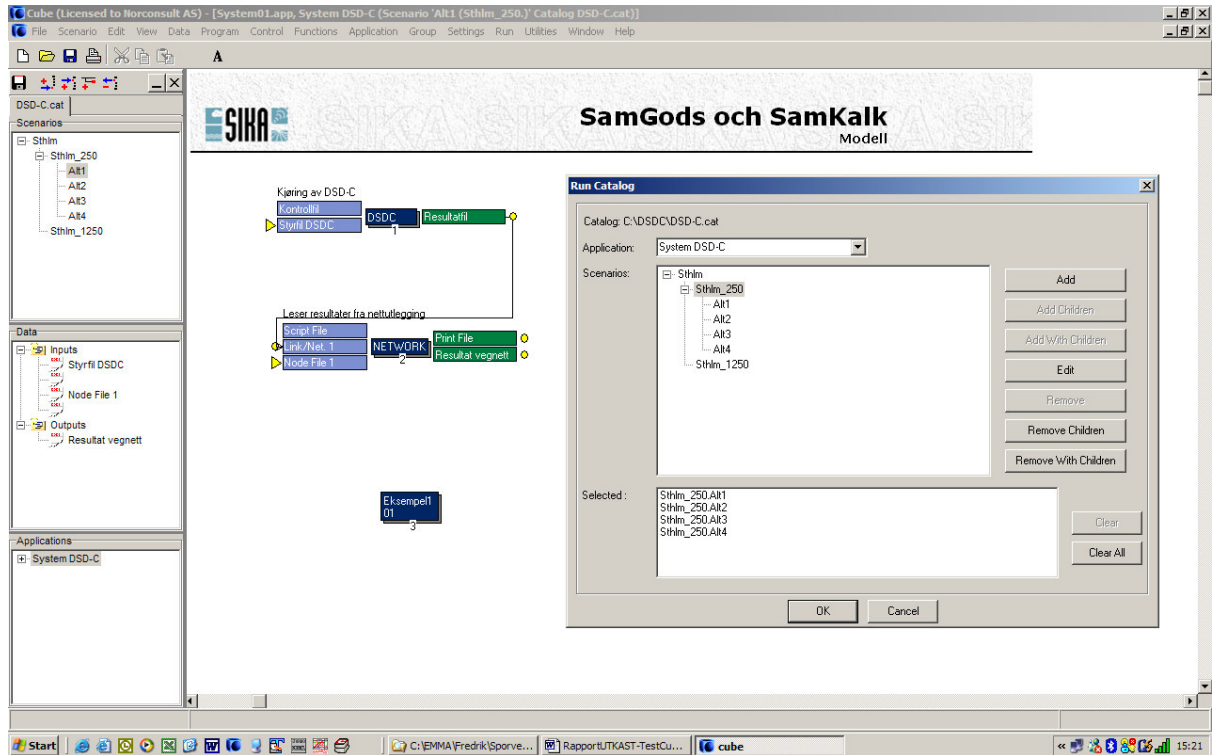 Cube (Licensed to Norconsult AS) - [System01.app, System DSD-C (Scenario 'Alt1 (Sthlm_250.)' Catalog DSD-C.cat)]
File Scenario Edit View Data Program Control Functions Application Group Settings Run Utilities Window Help
A
DSD-C.cat
Scenarios
Sthlm
Sthlm_250
Alt1
Alt2
Alt3
Alt4
Sthlm_1250
Data
Inputs
Styrfil DSDC
Node File 1
Outputs
Resultat vegnett
Applications
System DSD-C
SIKA
SamGods och SamKalk
Modell
Kjøring av DSD-C
Kontrollfil
Styrfil DSDC
DSDC
1
Resultatfil
Leser resultater fra nettutlegging
Script File
Link/Net. 1
Node File 1
NETWORK
2
Print File
Resultat vegnett
Eksempel1
01
3
Run Catalog
Catalog: C:\DSDC\DSD-C.cat
Application: System DSD-C
Scenarios:
Sthlm
Sthlm_250
Alt1
Alt2
Alt3
Alt4
Sthlm_1250
Add
Add Children
Add With Children
Edit
Remove
Remove Children
Remove With Children
Selected :
Sthlm_250.Alt1
Sthlm_250.Alt2
Sthlm_250.Alt3
Sthlm_250.Alt4
Clear
Clear All
OK
Cancel
Start
C:\EMMA\Fredrik\Sporve...
RapportUTKAST-TestCu...
cube
15:21